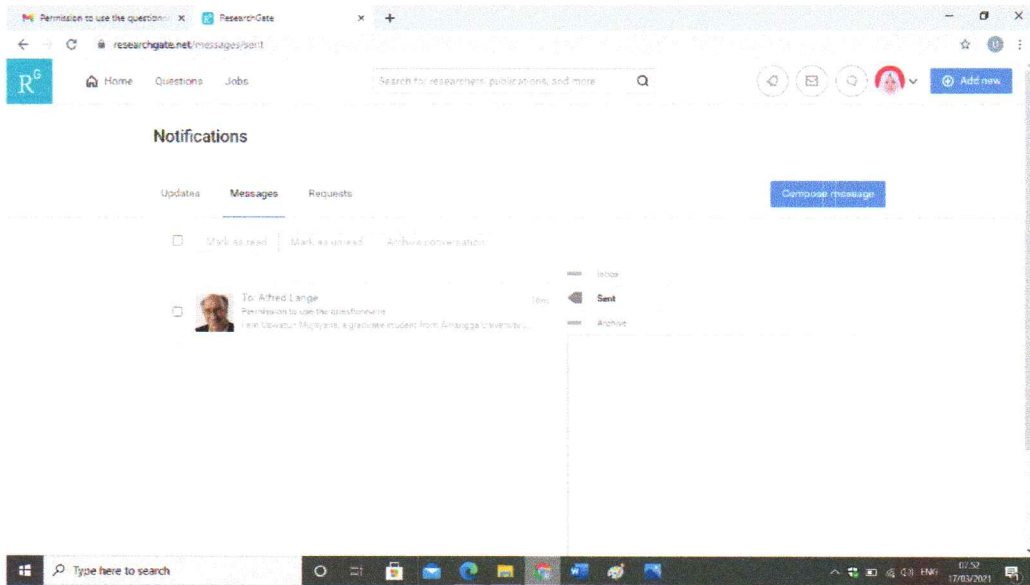 Permission to use the question
ResearchGate
researchgate.net/messages/sent
U
RG
Home
Questions
Jobs
Search for researchers, publications, and more
Add new
Notifications
Updates
Messages
Requests
Compose message
Mark as read
Mark as unread
Archive conversation
Inbox
To: Alfred Lange
Sent
Permission to use the questionnaire
I am Uswatun Mujayana, a graduate student from Airlangga University ...
Archive
Type here to search
ENG
07.52
17/03/2021